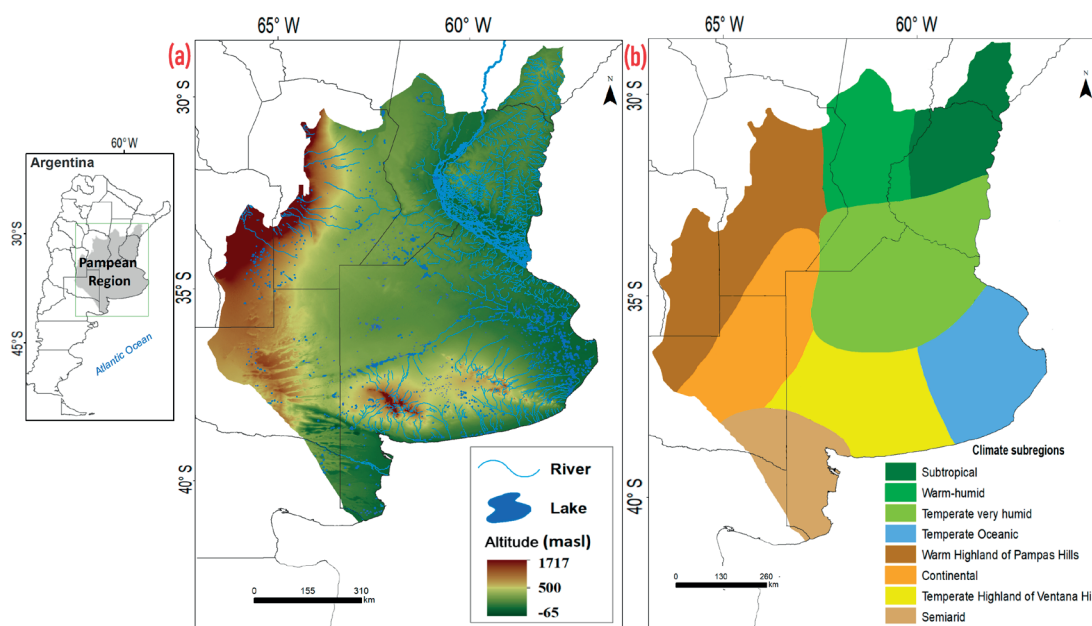 Argentina
60° W
30°S
45°S
Pampean
Region
Atlantic Ocean
(a)
65° W
60° W
30° S
35° S
40° S
N
River
Lake
Altitude (masl)
1717
500
-65
0 155 310
km
(b)
65° W
60° W
30° S
35° S
40° S
N
Climate subregions
Subtropical
Warm-humid
Temperate very humid
Temperate Oceanic
Warm Highland of Pampas Hills
Continental
Temperate Highland of Ventana Hi
Semiarid
0 130 260
km